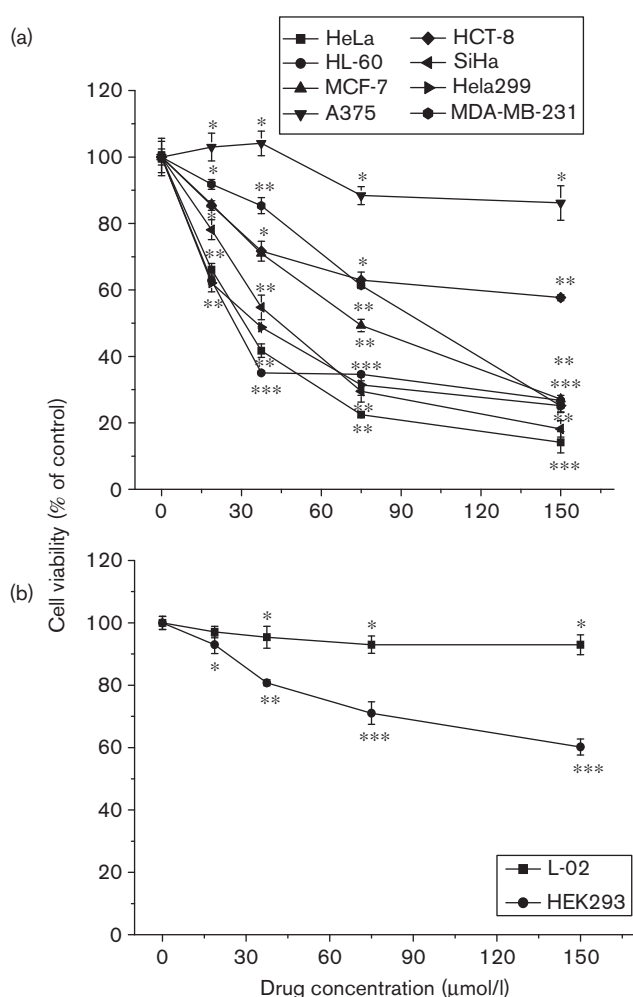 (a)
HeLa
HL-60
MCF-7
A375
HCT-8
SiHa
Hela299
MDA-MB-231
120
100
80
60
40
20
0
* * * *
* ** * **
* * **
** ** ** ** ***
** ** *** ** **
*** ** ***
0 30 60 90 120 150
Cell viability (% of control)
(b)
120
100
80
60
40
20
0
* * *
* ** *** ***
L-02
HEK293
0 30 60 90 120 150
Drug concentration (μmol/l)